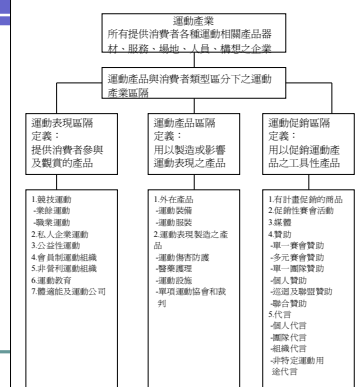 運動產業
所有提供消費者各種運動相關產品器
材、服務、場地、人員、構想之企業
運動產品與消費者類型區分下之運動
產業區隔
運動表現區隔
定義：
提供消費者參與
及觀賞的產品
運動產品區隔
定義：
用以製造或影響
運動表現之產品
運動促銷區隔
定義：
用以促銷運動產
品之工具性產品
1.競技運動
-業餘運動
-職業運動
2.私人企業運動
3.公益性運動
4.會員制運動組織
5.非營利運動組織
6.運動教育
7.體適能及運動公司
1.外在產品
-運動裝備
-運動服裝
2.運動表現製造之產
品
-運動傷害防護
-醫藥護理
-運動設施
-單項運動協會和裁
判
1.有計畫促銷的商品
2.促銷性賽會活動
3.媒體
4.贊助
-單一賽會贊助
-多元賽會贊助
-單一團隊贊助
-個人贊助
-巡迴及聯盟贊助
-聯合贊助
5.代言
-個人代言
-團隊代言
-組織代言
-非特定運動用
途代言